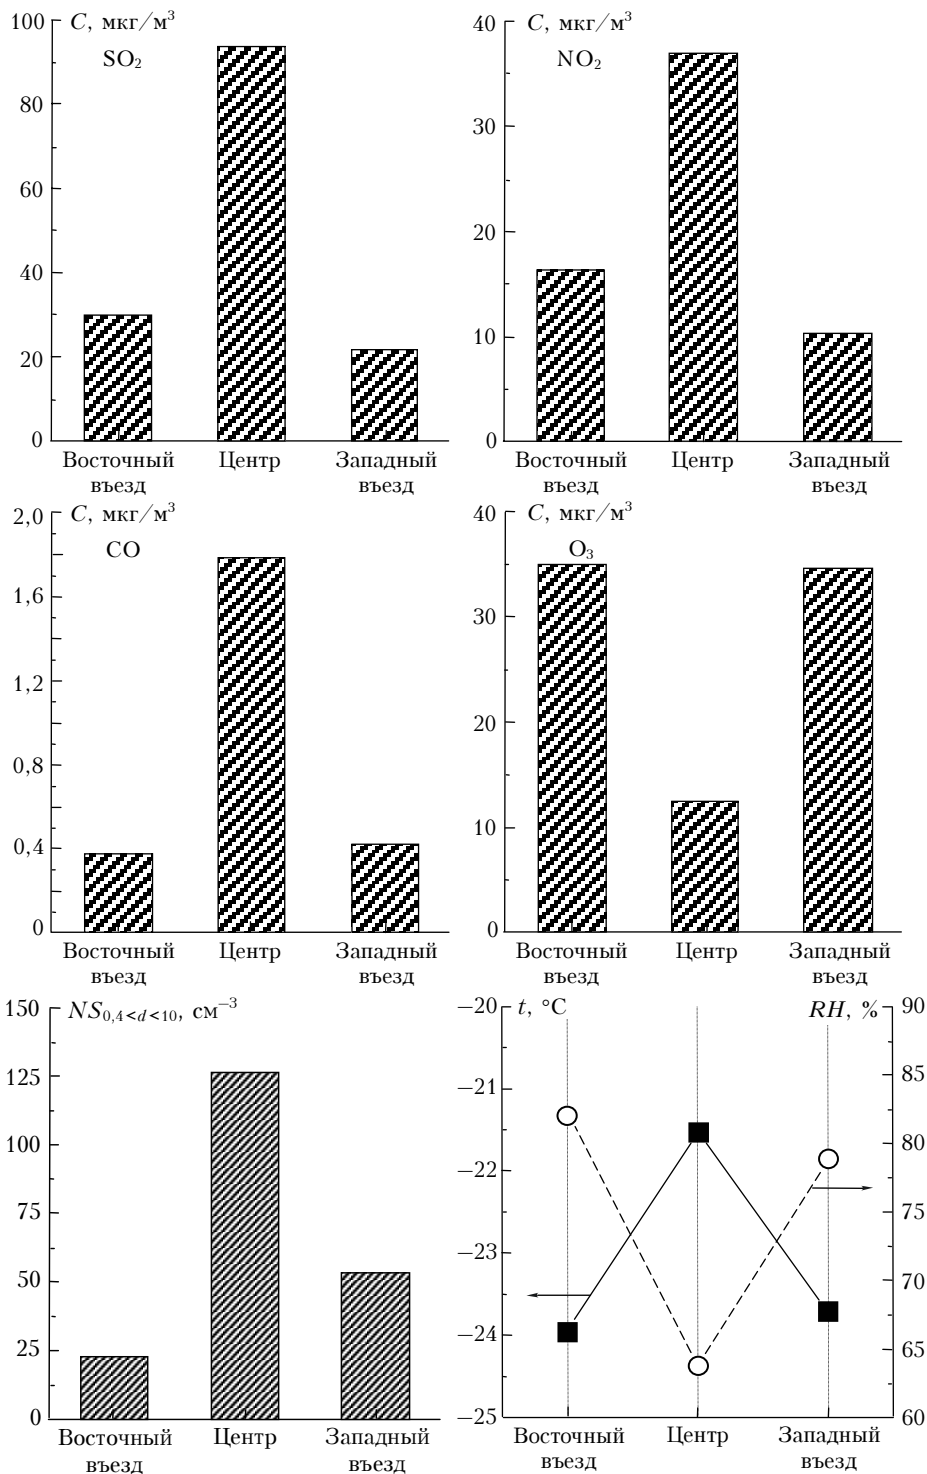 C, мкг/м³
SO₂
100
80
60
40
20
0
Восточный въезд
Центр
Западный въезд
C, мкг/м³
NO₂
40
30
20
10
0
Восточный въезд
Центр
Западный въезд
C, мкг/м³
CO
2,0
1,6
1,2
0,8
0,4
0
Восточный въезд
Центр
Западный въезд
C, мкг/м³
O₃
40
30
20
10
0
Восточный въезд
Центр
Западный въезд
NS₀,₄<d<₁₀, см⁻³
150
125
100
75
50
25
0
Восточный въезд
Центр
Западный въезд
t, °C
RH, %
−20
−21
−22
−23
−24
−25
90
85
80
75
70
65
60
Восточный въезд
Центр
Западный въезд